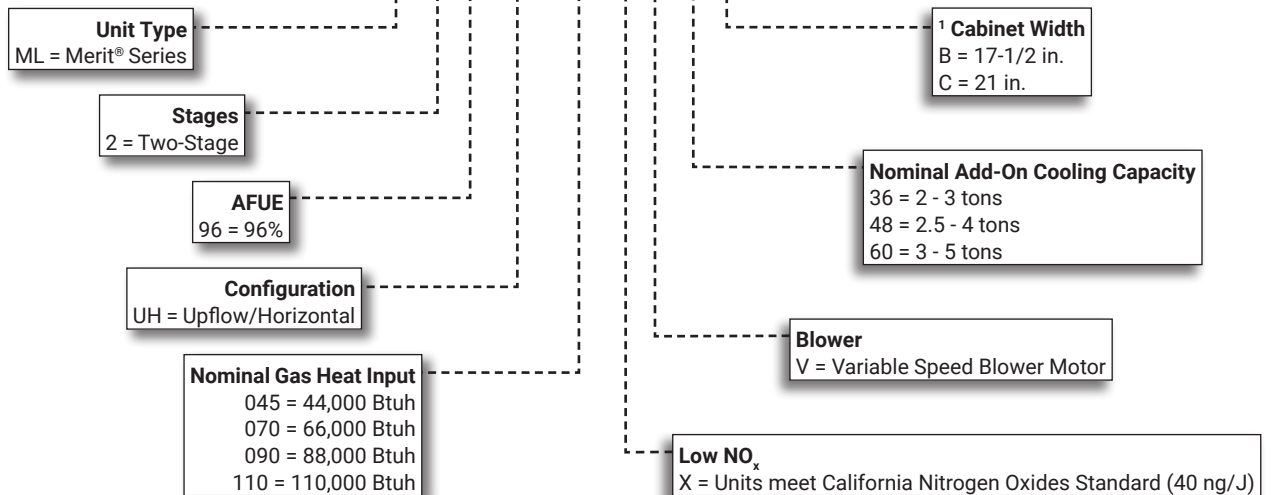 Unit Type
ML = Merit® Series
Stages
2 = Two-Stage
AFUE
96 = 96%
Configuration
UH = Upflow/Horizontal
Nominal Gas Heat Input
045 = 44,000 Btuh
070 = 66,000 Btuh
090 = 88,000 Btuh
110 = 110,000 Btuh
¹ Cabinet Width
B = 17-1/2 in.
C = 21 in.
Nominal Add-On Cooling Capacity
36 = 2 - 3 tons
48 = 2.5 - 4 tons
60 = 3 - 5 tons
Blower
V = Variable Speed Blower Motor
Low NOₓ
X = Units meet California Nitrogen Oxides Standard (40 ng/J)